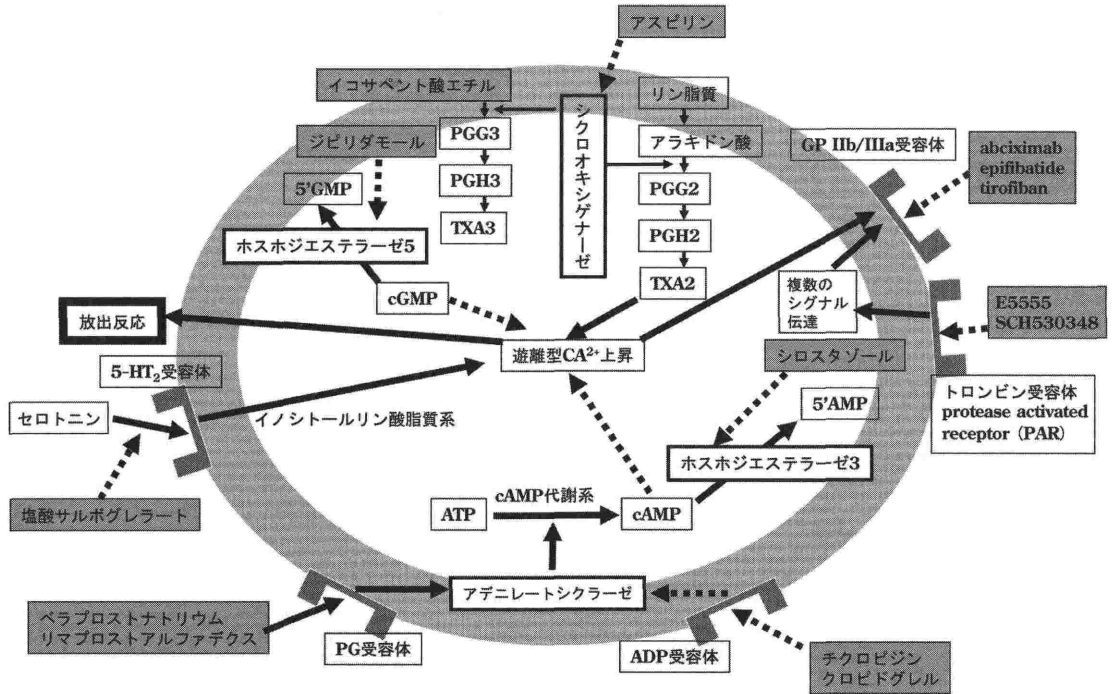 アスピリン
イコサペント酸エチル
リン脂質
シクロオキシゲナーゼ
PGG3
アラキドン酸
GP IIb/IIIa受容体
abciximab
epifibatide
tirofiban
ジピリダモール
5'GMP
PGH3
PGG2
TXA3
PGH2
ホスホジエステラーゼ5
cGMP
TXA2
複数の
シグナル
伝達
E5555
SCH530348
放出反応
遊離型CA²⁺上昇
シロスタゾール
5-HT₂受容体
5'AMP
トロンビン受容体
protease activated
receptor (PAR)
セロトニン
イノシトールリン酸脂質系
ホスホジエステラーゼ3
塩酸サルポグレラート
cAMP代謝系
ATP
cAMP
アデニレートシクラーゼ
ベラプロストナトリウム
リマプロストアルファデクス
PG受容体
ADP受容体
チクロピジン
クロピドグレル